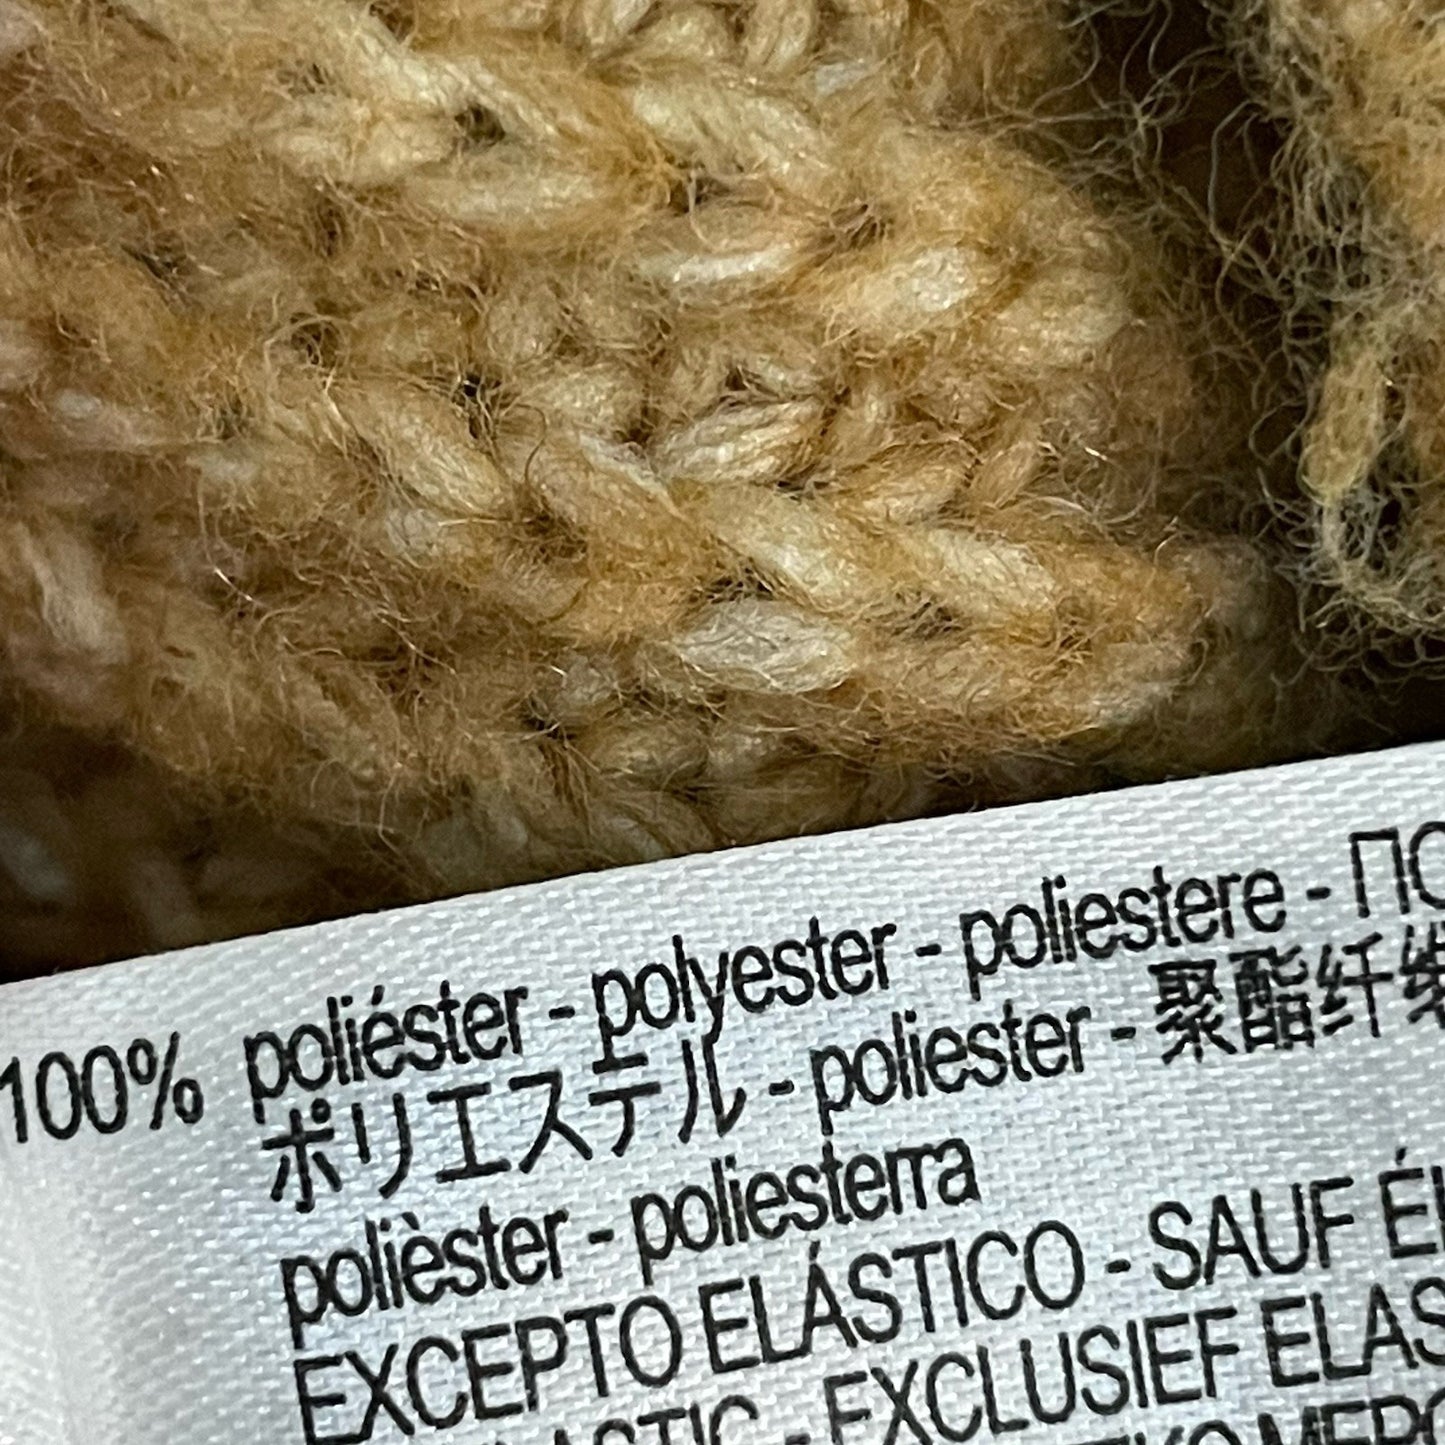 100% poliéster - polyester - poliestere -
ポリエステル - poliester - 聚酯纤
polièster - poliesterra
EXCEPTO ELÁSTICO - SAUF
- EXCLUSIEF